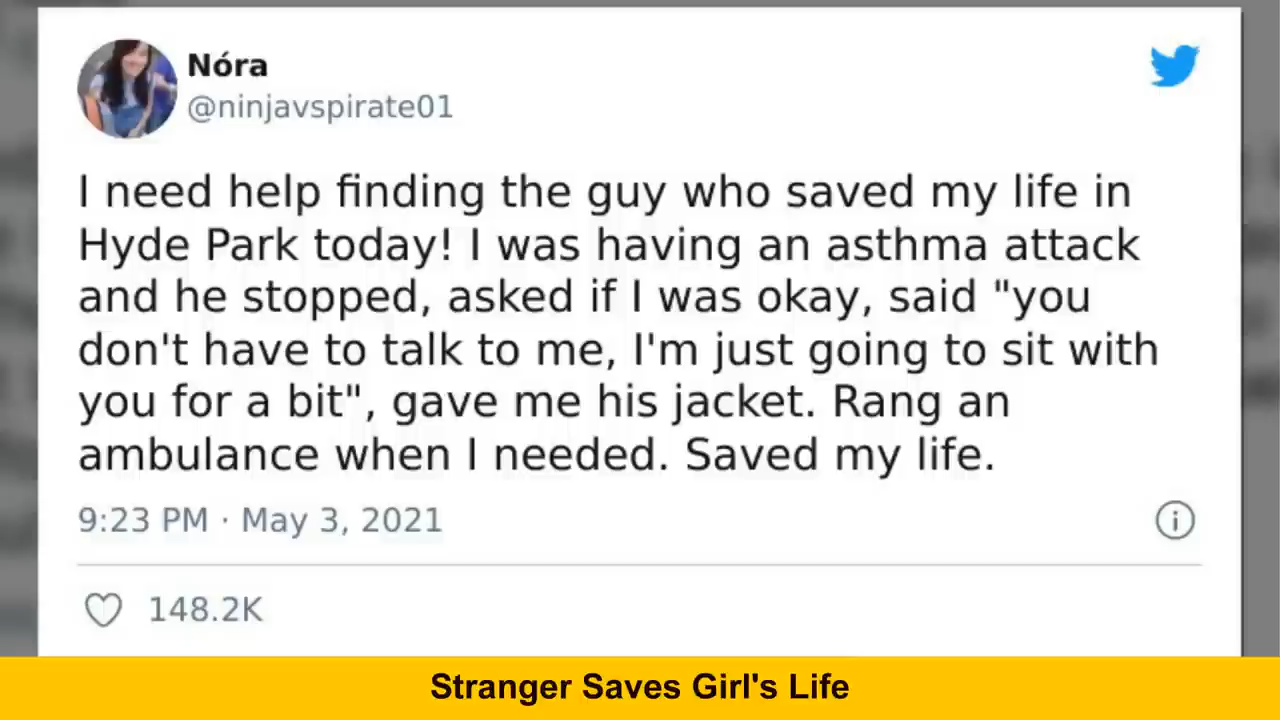 Nóra
@ninjavspirate01
I need help finding the guy who saved my life in
Hyde Park today! I was having an asthma attack
and he stopped, asked if I was okay, said "you
don't have to talk to me, I'm just going to sit with
you for a bit", gave me his jacket. Rang an
ambulance when I needed. Saved my life.
9:23 PM · May 3, 2021
148.2K
Stranger Saves Girl's Life